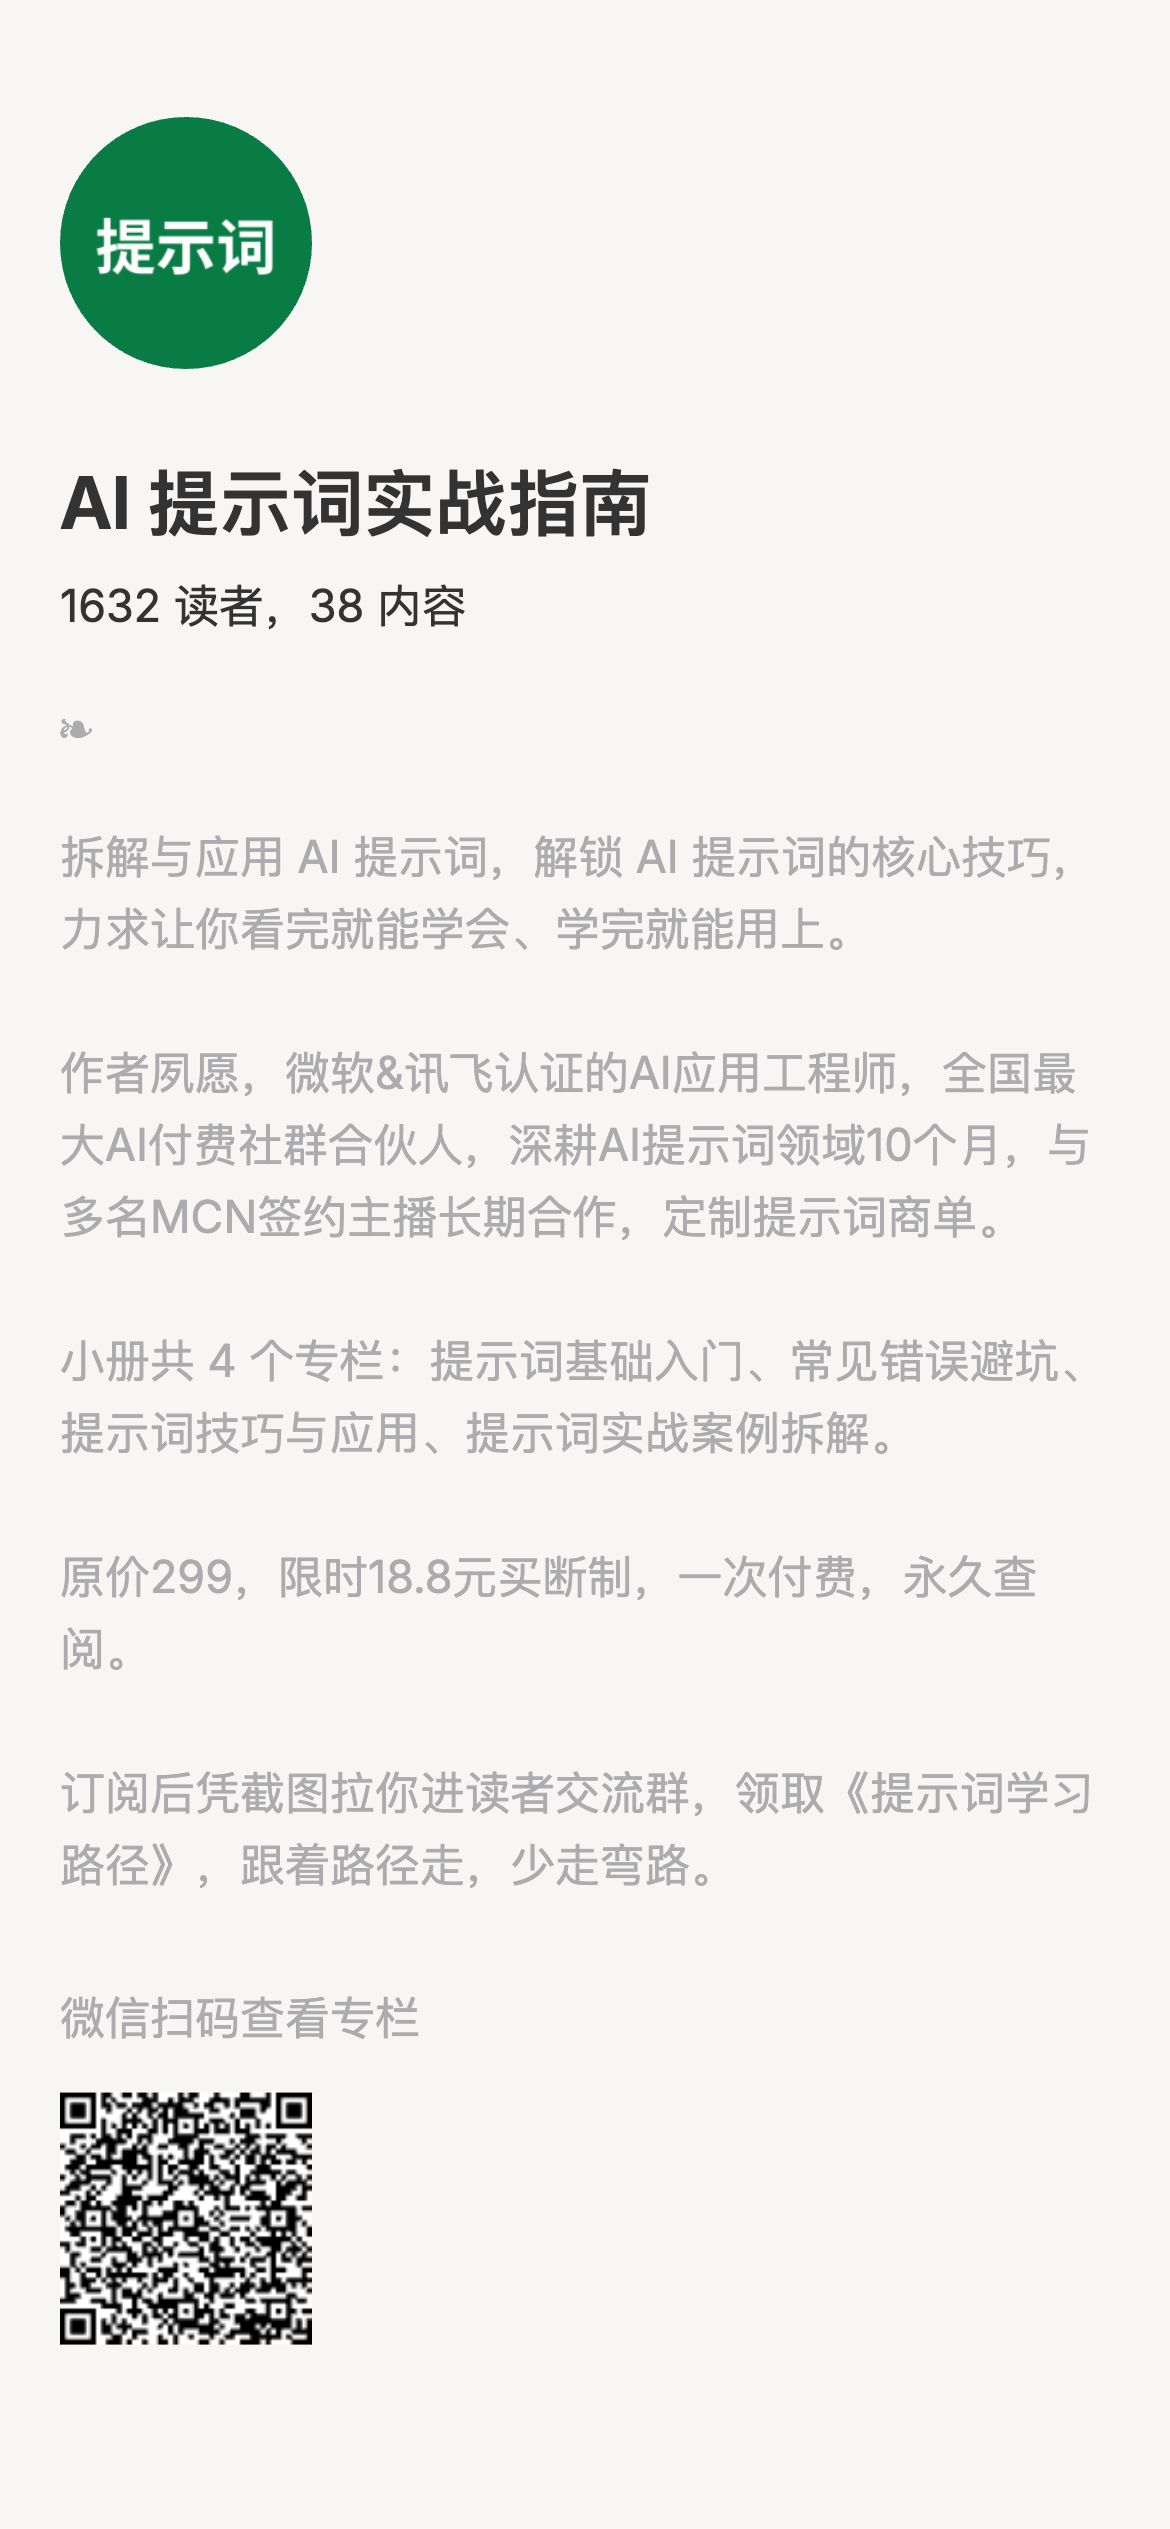 提示词
AI 提示词实战指南
1632 读者，38 内容
❧
拆解与应用 AI 提示词，解锁 AI 提示词的核心技巧，
力求让你看完就能学会、学完就能用上。
作者夙愿，微软&讯飞认证的AI应用工程师，全国最
大AI付费社群合伙人，深耕AI提示词领域10个月，与
多名MCN签约主播长期合作，定制提示词商单。
小册共 4 个专栏：提示词基础入门、常见错误避坑、
提示词技巧与应用、提示词实战案例拆解。
原价299，限时18.8元买断制，一次付费，永久查
阅。
订阅后凭截图拉你进读者交流群，领取《提示词学习
路径》，跟着路径走，少走弯路。
微信扫码查看专栏